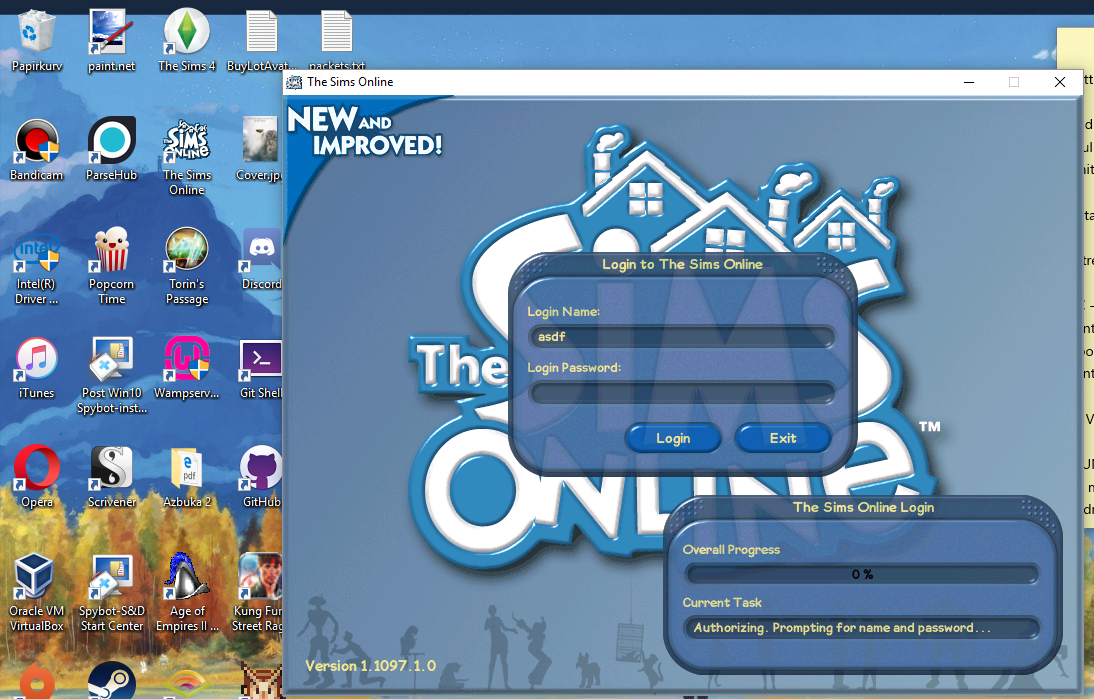 Papirkurv
paint.net
The Sims 4
BuyLotAvat...
packets.txt
The Sims Online
Bandicam
ParseHub
The Sims
Online
Cover.jp
Intel(R)
Driver ...
Popcorn
Time
Torin's
Passage
Discord
iTunes
Post Win10
Spybot-inst...
Wampserv...
Git Shell
Opera
Scrivener
Azbuka 2
GitHub
Oracle VM
VirtualBox
Spybot-S&D
Start Center
Age of
Empires II ...
Kung Fur
Street Rag
NEW AND
IMPROVED!
The
SIMS
ONLINE
TM
Login to The Sims Online
Login Name:
asdf
Login Password:
Login
Exit
The Sims Online Login
Overall Progress
0 %
Current Task
Authorizing. Prompting for name and password...
Version 1.1097.1.0